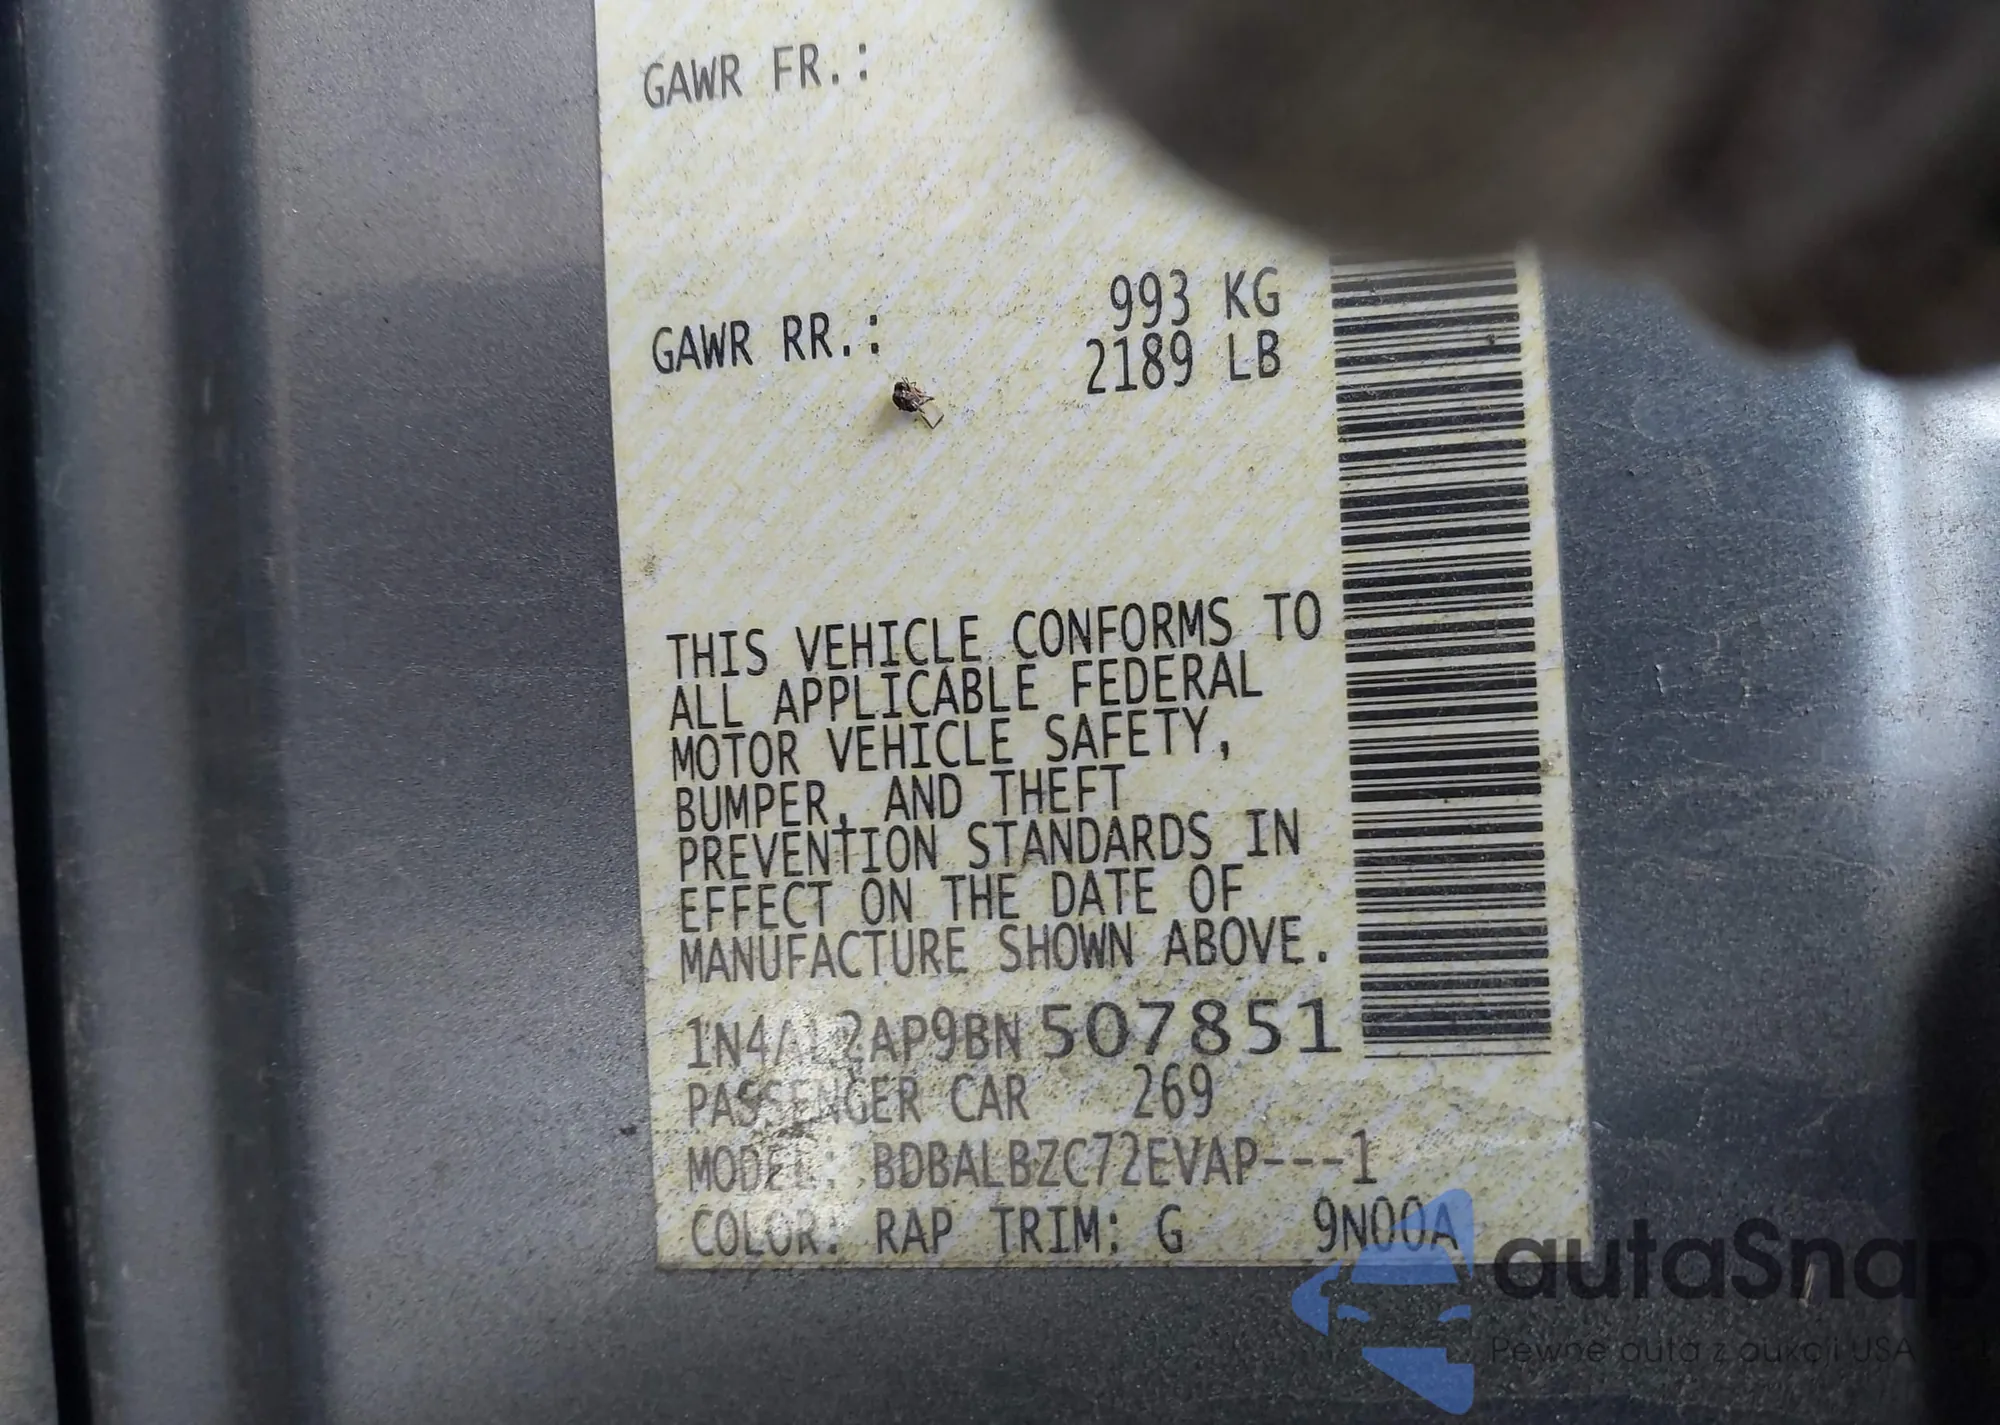 GAWR FR.:
993 KG
GAWR RR.:
2189 LB
THIS VEHICLE CONFORMS TO
ALL APPLICABLE FEDERAL
MOTOR VEHICLE SAFETY,
BUMPER, AND THEFT
PREVENTION STANDARDS IN
EFFECT ON THE DATE OF
MANUFACTURE SHOWN ABOVE.
1N4AL2AP9BN507851
PASSENGER CAR 269
MODEL: BDBALBZC72EVAP---1
COLOR: RAP TRIM: G 9N00A
autaSnap
Pewne auta z aukcji USA